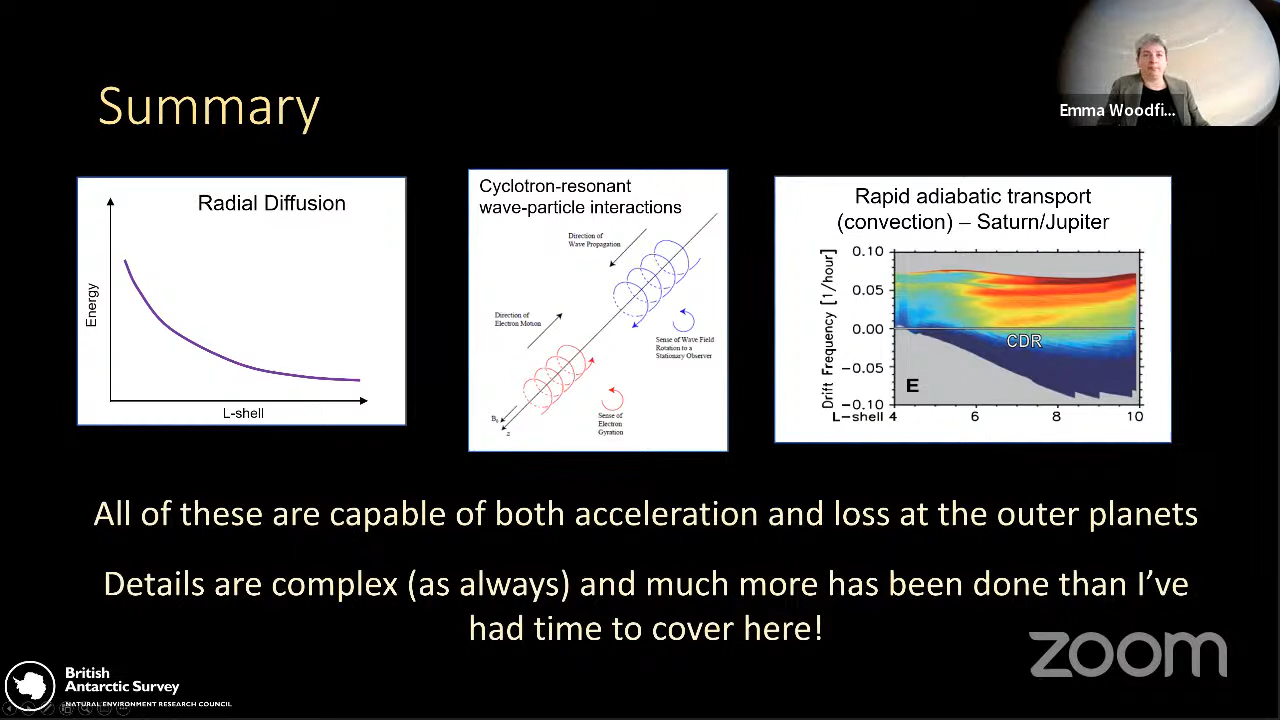 Summary
Emma Woodfi...
Radial Diffusion
Energy
L-shell
Cyclotron-resonant
wave-particle interactions
Direction of
Wave Propagation
Direction of
Electron Motion
Sense of Wave Field
Rotation to a
Stationary Observer
Sense of
Electron
Gyration
B₀
z
Rapid adiabatic transport
(convection) – Saturn/Jupiter
Drift Frequency [1/hour]
0.10
0.05
0.00
−0.05
−0.10
CDR
E
L-shell 4 6 8 10
All of these are capable of both acceleration and loss at the outer planets
Details are complex (as always) and much more has been done than I’ve
had time to cover here!
zoom
British
Antarctic Survey
NATURAL ENVIRONMENT RESEARCH COUNCIL